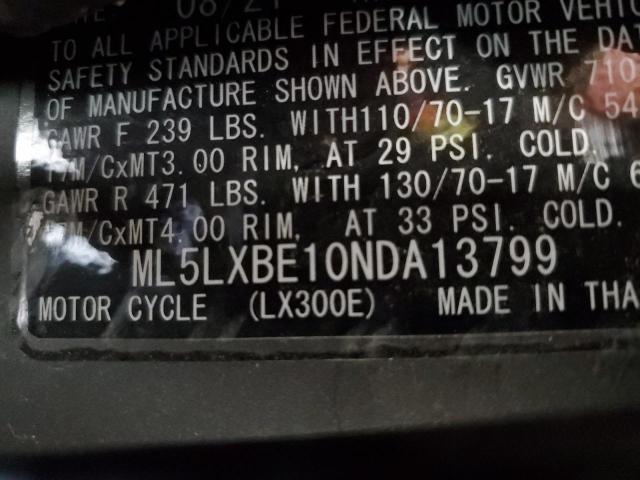 08/21
TO ALL APPLICABLE FEDERAL MOTOR VEHIC
SAFETY STANDARDS IN EFFECT ON THE DAT
OF MANUFACTURE SHOWN ABOVE. GVWR 710
GAWR F 239 LBS. WITH110/70-17 M/C 54
T/M/CxMT3.00 RIM, AT 29 PSI. COLD.
GAWR R 471 LBS. WITH 130/70-17 M/C 6
M/CxMT4.00 RIM, AT 33 PSI. COLD.
ML5LXBE10NDA13799
MOTOR CYCLE (LX300E) MADE IN THA